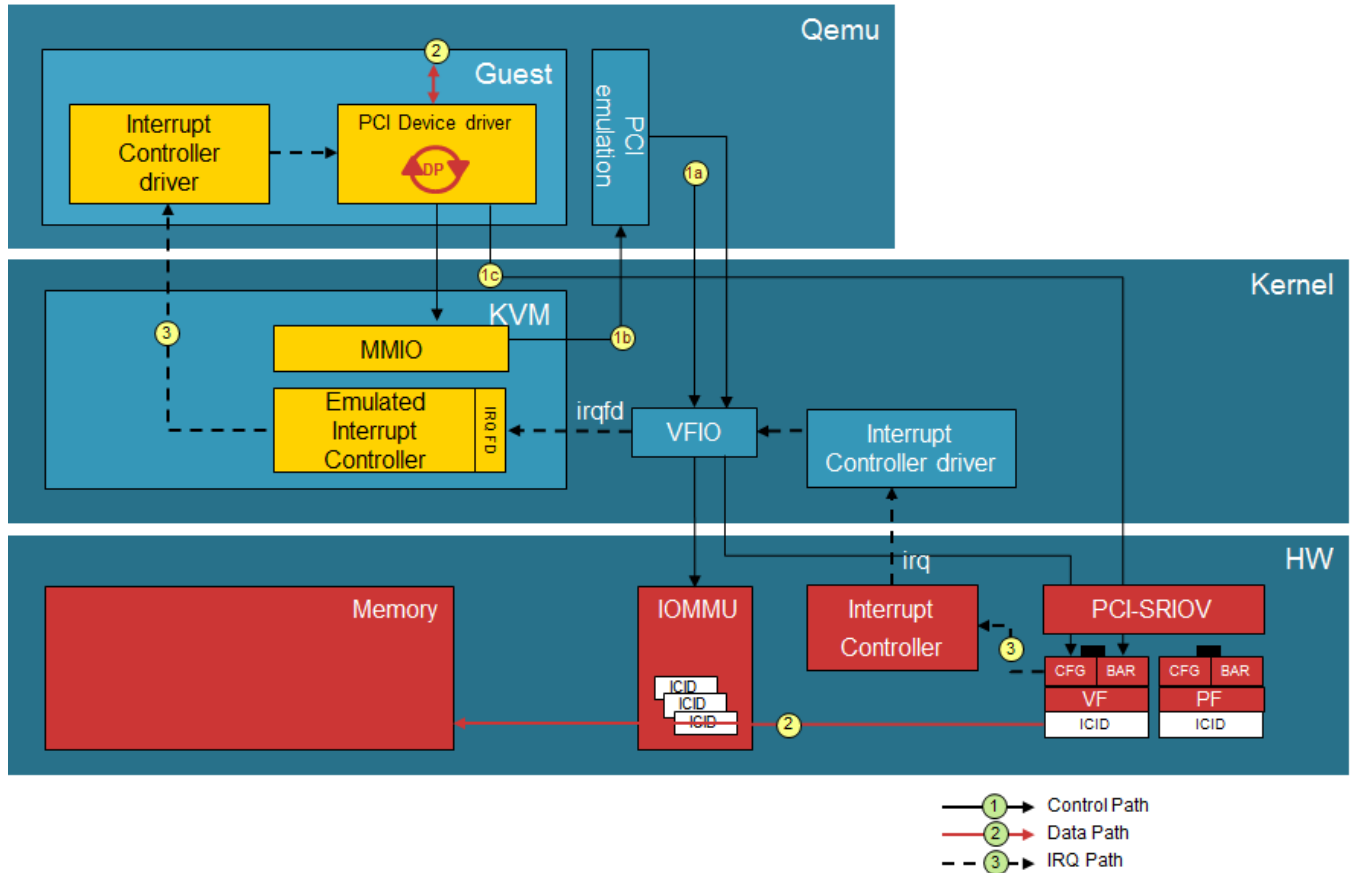 Qemu
2
Guest
Interrupt
Controller
driver
PCI Device driver
DP
PCI
emulation
1a
Kernel
1c
KVM
3
MMIO
1b
Emulated
Interrupt
Controller
IRQ FD
irqfd
VFIO
Interrupt
Controller driver
HW
irq
Memory
IOMMU
Interrupt
Controller
PCI-SRIOV
3
CFG BAR
CFG BAR
VF
PF
ICID
ICID
ICID
ICID
ICID
2
1 Control Path
2 Data Path
3 IRQ Path